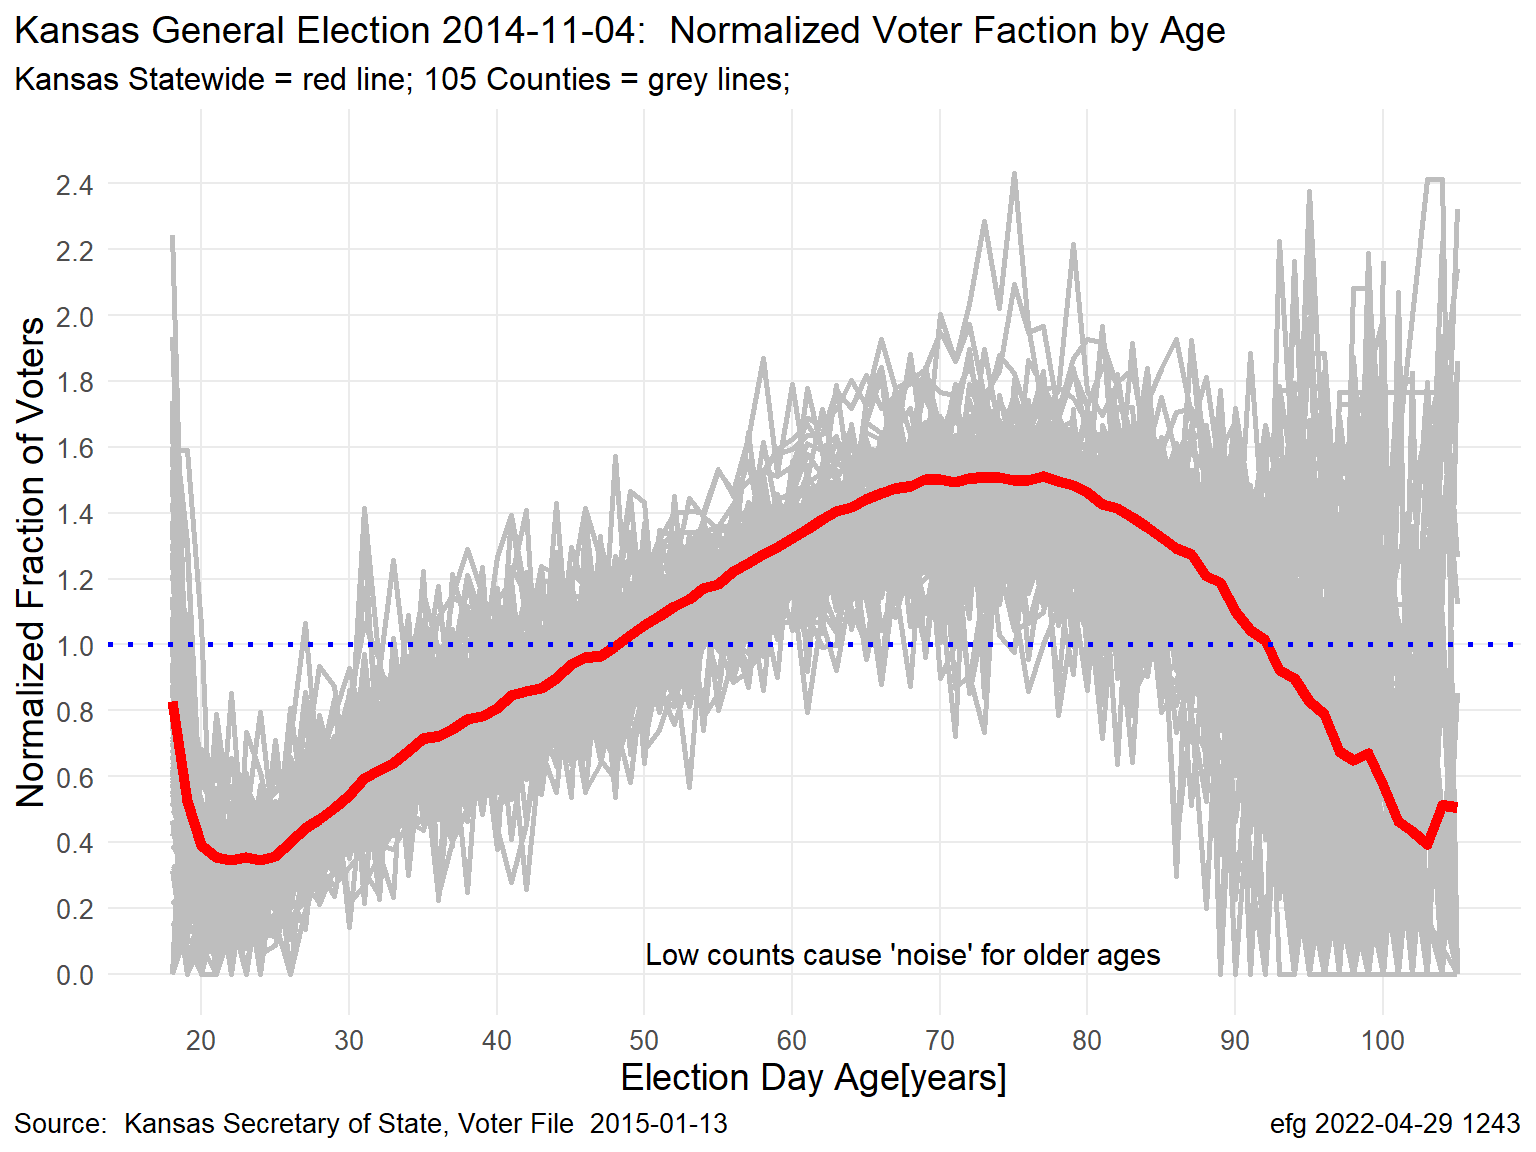 Kansas General Election 2014-11-04:  Normalized Voter Faction by Age
Kansas Statewide = red line; 105 Counties = grey lines;
Normalized Fraction of Voters
2.4
2.2
2.0
1.8
1.6
1.4
1.2
1.0
0.8
0.6
0.4
0.2
0.0
Low counts cause 'noise' for older ages
20 30 40 50 60 70 80 90 100
Election Day Age[years]
Source:  Kansas Secretary of State, Voter File  2015-01-13
efg 2022-04-29 1243